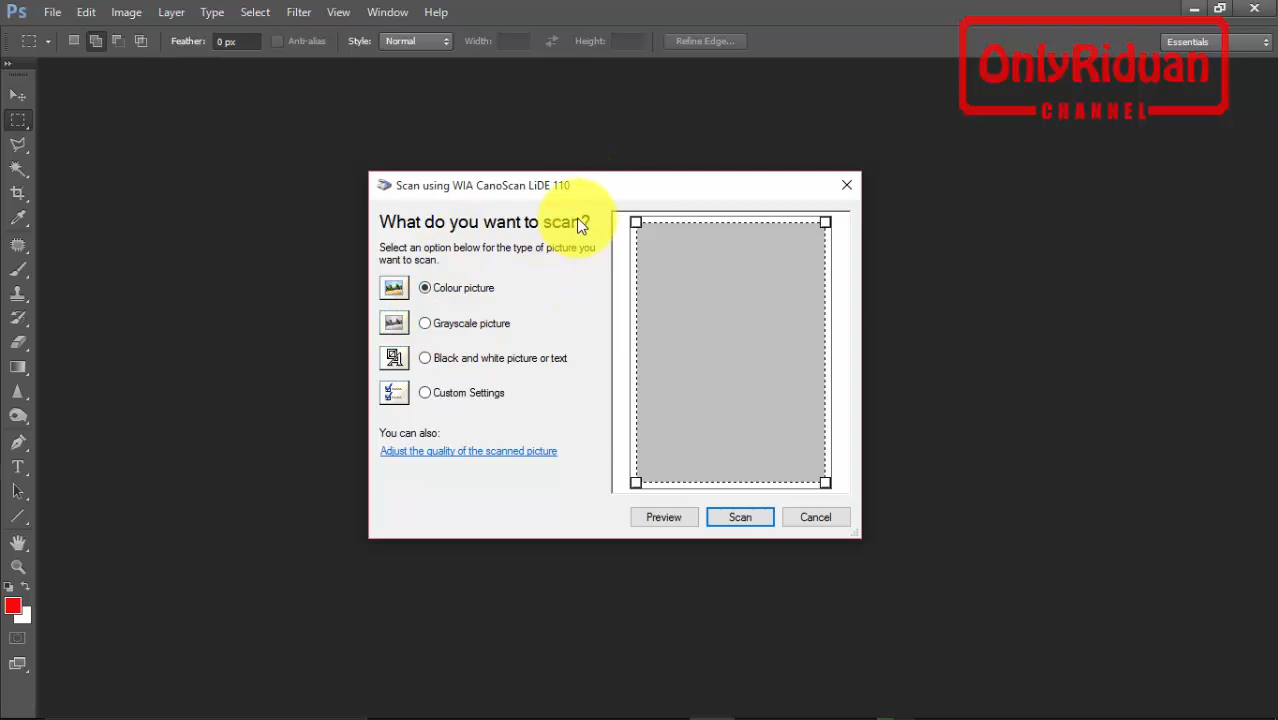 Ps File Edit Image Layer Type Select Filter View Window Help
Feather: 0 px Anti-alias Style: Normal Width: Height: Refine Edge... Essentials
OnlyRiduan
CHANNEL
Scan using WIA CanoScan LiDE 110
What do you want to scan?
Select an option below for the type of picture you
want to scan.
Colour picture
Grayscale picture
Black and white picture or text
Custom Settings
You can also:
Adjust the quality of the scanned picture
Preview Scan Cancel